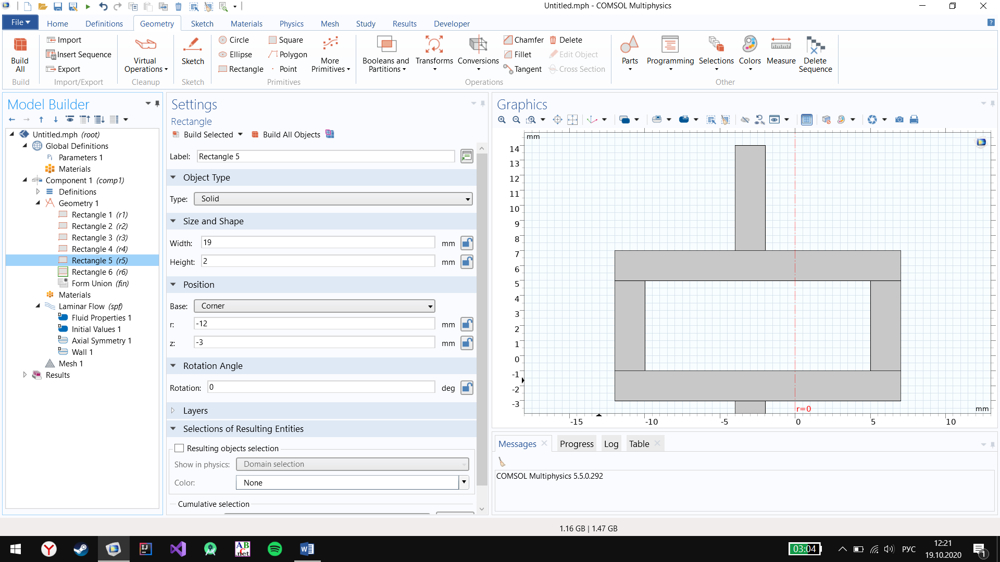 Untitled.mph - COMSOL Multiphysics
File Home Definitions Geometry Sketch Materials Physics Mesh Study Results Developer
Build All
Build
Import
Insert Sequence
Export
Import/Export
Virtual Operations
Cleanup
Sketch
Sketch
Circle Square
Ellipse Polygon
Rectangle Point
More Primitives
Primitives
Booleans and Partitions
Transforms
Conversions
Chamfer Delete
Fillet Edit Object
Tangent Cross Section
Operations
Parts
Programming
Selections
Colors
Measure
Delete Sequence
Other
Model Builder
Untitled.mph (root)
Global Definitions
Pi Parameters 1
Materials
Component 1 (comp1)
Definitions
Geometry 1
Rectangle 1 (r1)
Rectangle 2 (r2)
Rectangle 3 (r3)
Rectangle 4 (r4)
Rectangle 5 (r5)
Rectangle 6 (r6)
Form Union (fin)
Materials
Laminar Flow (spf)
Fluid Properties 1
Initial Values 1
Axial Symmetry 1
Wall 1
Mesh 1
Results
Settings
Rectangle
Build Selected Build All Objects
Label: Rectangle 5
Object Type
Type: Solid
Size and Shape
Width: 19 mm
Height: 2 mm
Position
Base: Corner
r: -12 mm
z: -3 mm
Rotation Angle
Rotation: 0 deg
Layers
Selections of Resulting Entities
Resulting objects selection
Show in physics: Domain selection
Color: None
Cumulative selection
Graphics
mm
14
13
12
11
10
9
8
7
6
5
4
3
2
1
0
-1
-2
-3
r=0
mm
-15 -10 -5 0 5 10
Messages Progress Log Table
COMSOL Multiphysics 5.5.0.292
1.16 GB | 1.47 GB
03:04
РУС
12:21
19.10.2020
1